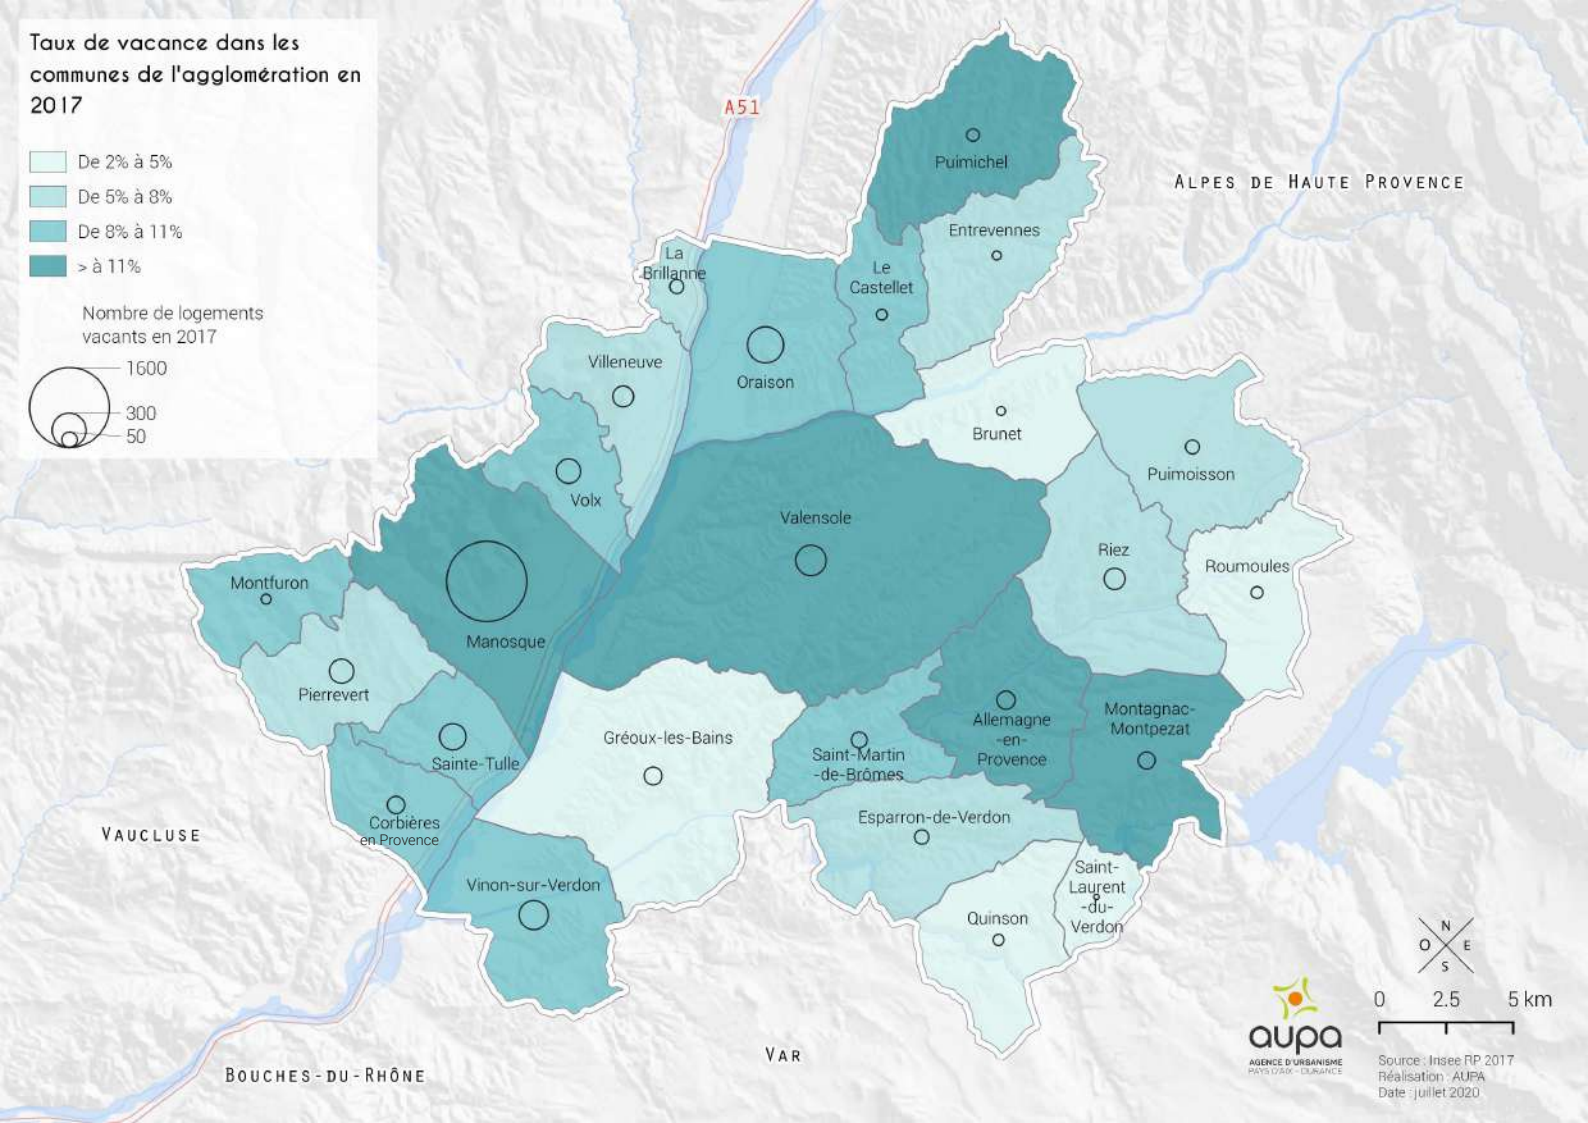 Taux de vacance dans les
communes de l'agglomération en
2017
De 2% à 5%
De 5% à 8%
De 8% à 11%
> à 11%
Nombre de logements
vacants en 2017
1600
300
50
A51
ALPES DE HAUTE PROVENCE
Puimichel
Entrevennes
La
Brillanne
Le
Castellet
Villeneuve
Oraison
Brunet
Puimoisson
Volx
Valensole
Riez
Roumoules
Montfuron
Manosque
Pierrevert
Gréoux-les-Bains
Sainte-Tulle
Saint-Martin
-de-Brômes
Allemagne
-en-
Provence
Montagnac-
Montpezat
Corbières
en Provence
Esparron-de-Verdon
Vinon-sur-Verdon
Quinson
Saint-
Laurent
-du-
Verdon
VAUCLUSE
VAR
BOUCHES-DU-RHÔNE
N
O E
S
0 2.5 5 km
aupa
AGENCE D'URBANISME
PAYS D'AIX - DURANCE
Source : Insee RP 2017
Réalisation : AUPA
Date : juillet 2020